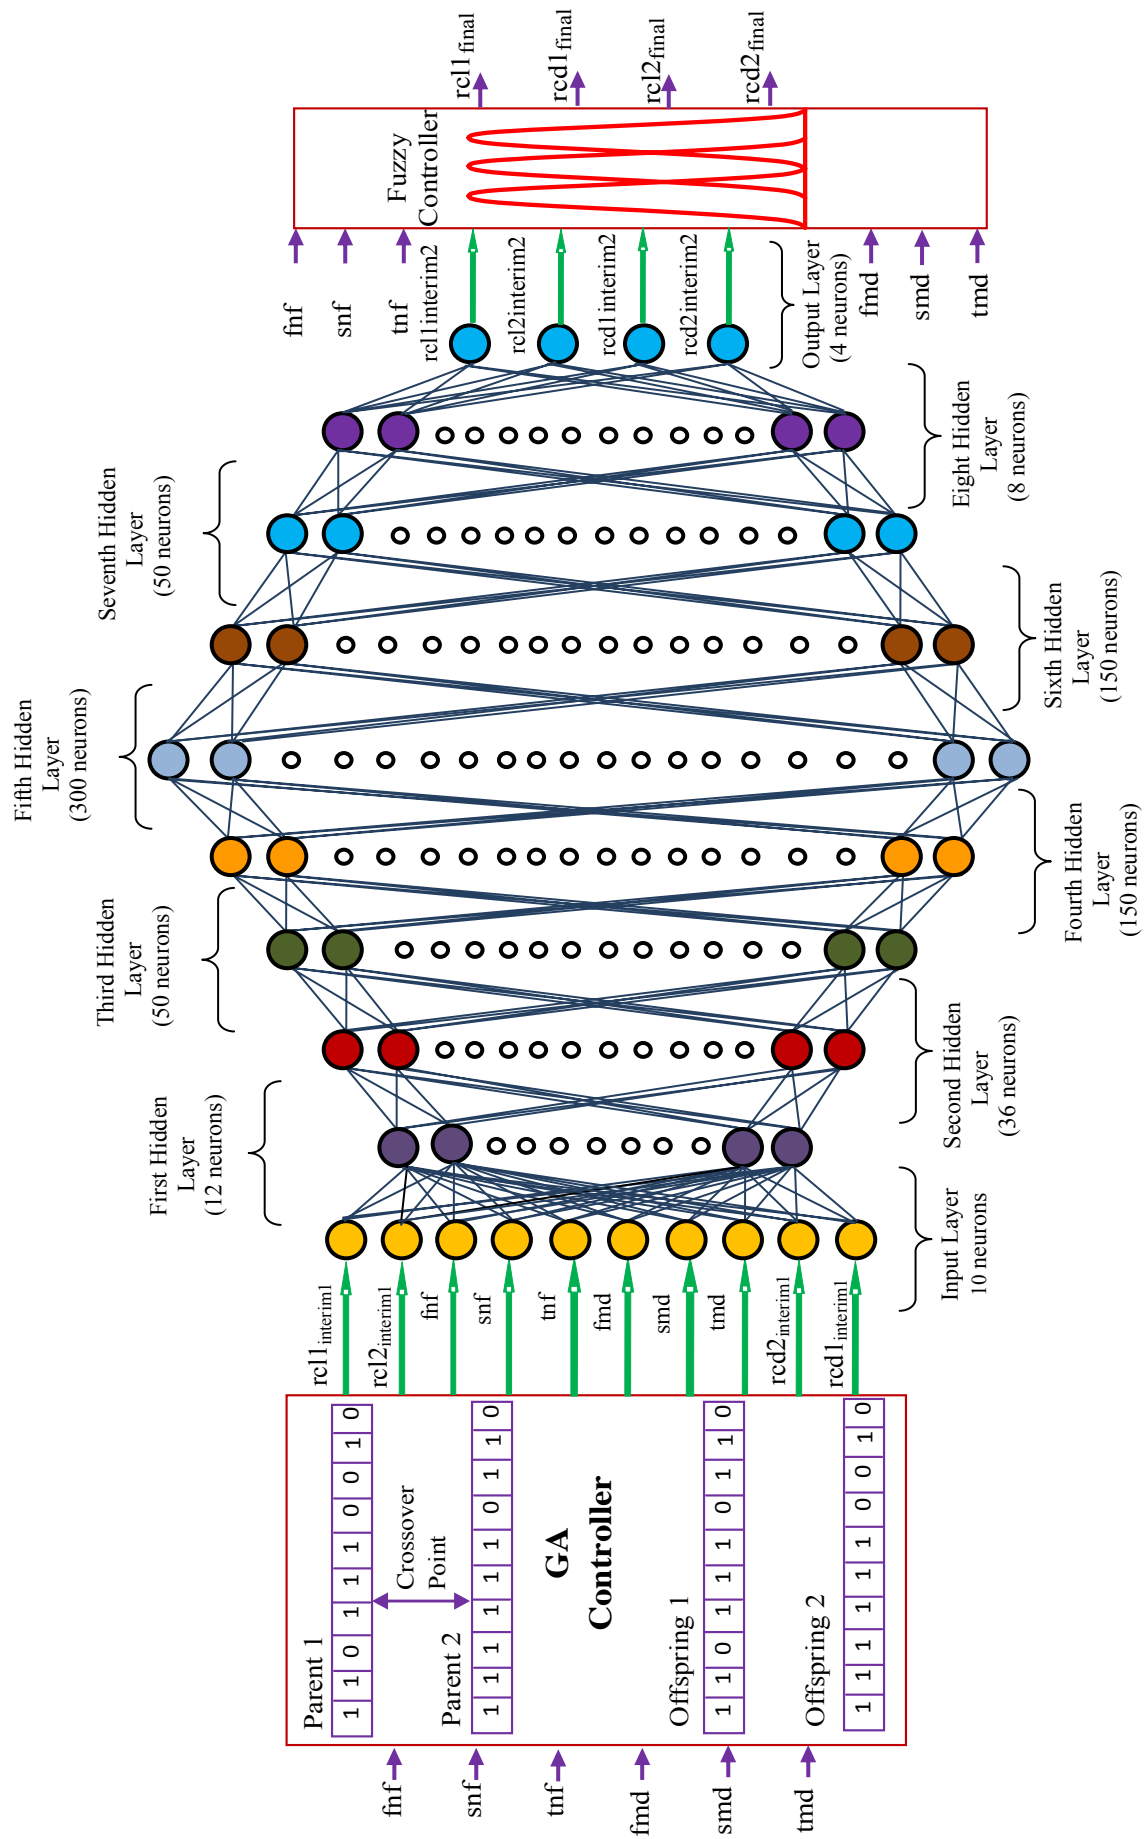 fnf
snf
tnf
fmd
smd
tmd
Parent 1
1 1 0 1 1 1 0 0 1 0
Crossover
Point
Parent 2
1 1 1 1 1 1 0 1 1 0
GA
Controller
Offspring 1
1 1 0 1 1 1 0 1 1 0
Offspring 2
1 1 1 1 1 1 0 0 1 0
rcl1interim1
rcl2interim1
fnf
snf
tnf
fmd
smd
tmd
rcd2interim1
rcd1interim1
Input Layer
10 neurons
First Hidden
Layer
(12 neurons)
Second Hidden
Layer
(36 neurons)
Third Hidden
Layer
(50 neurons)
Fourth Hidden
Layer
(150 neurons)
Fifth Hidden
Layer
(300 neurons)
Sixth Hidden
Layer
(150 neurons)
Seventh Hidden
Layer
(50 neurons)
Eight Hidden
Layer
(8 neurons)
Output Layer
(4 neurons)
rcl1interim2
rcl2interim2
rcd1interim2
rcd2interim2
fnf
snf
tnf
fmd
smd
tmd
Fuzzy
Controller
rcl1final
rcd1final
rcl2final
rcd2final